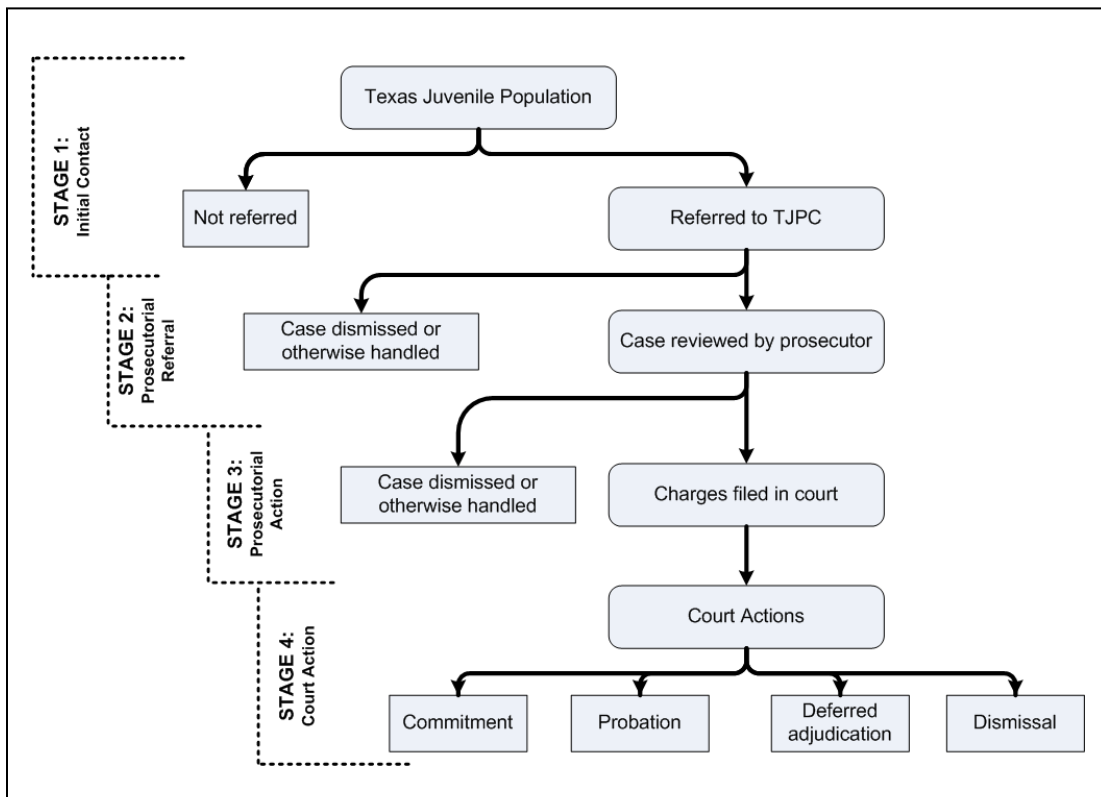 STAGE 1:
Initial Contact
Texas Juvenile Population
Not referred
Referred to TJPC
STAGE 2:
Prosecutorial
Referral
Case dismissed or
otherwise handled
Case reviewed by prosecutor
STAGE 3:
Prosecutorial
Action
Case dismissed or
otherwise handled
Charges filed in court
STAGE 4:
Court Action
Court Actions
Commitment
Probation
Deferred
adjudication
Dismissal